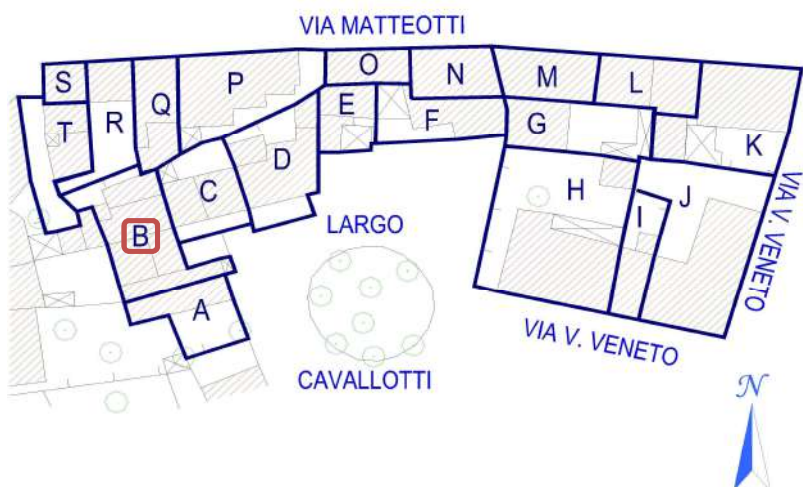 VIA MATTEOTTI
S
P
O
N
M
L
T
R
Q
E
F
G
K
C
D
B
H
I
J
LARGO
A
VIA V. VENETO
VIA V. VENETO
CAVALLOTTI
N